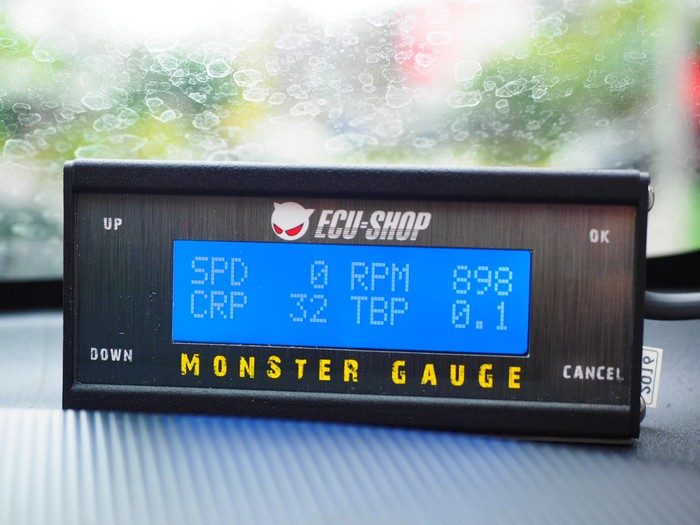 UP
ECU=SHOP
OK
SPD 0 RPM 898
CRP 32 TBP 0.1
DOWN
MONSTER GAUGE
CANCEL